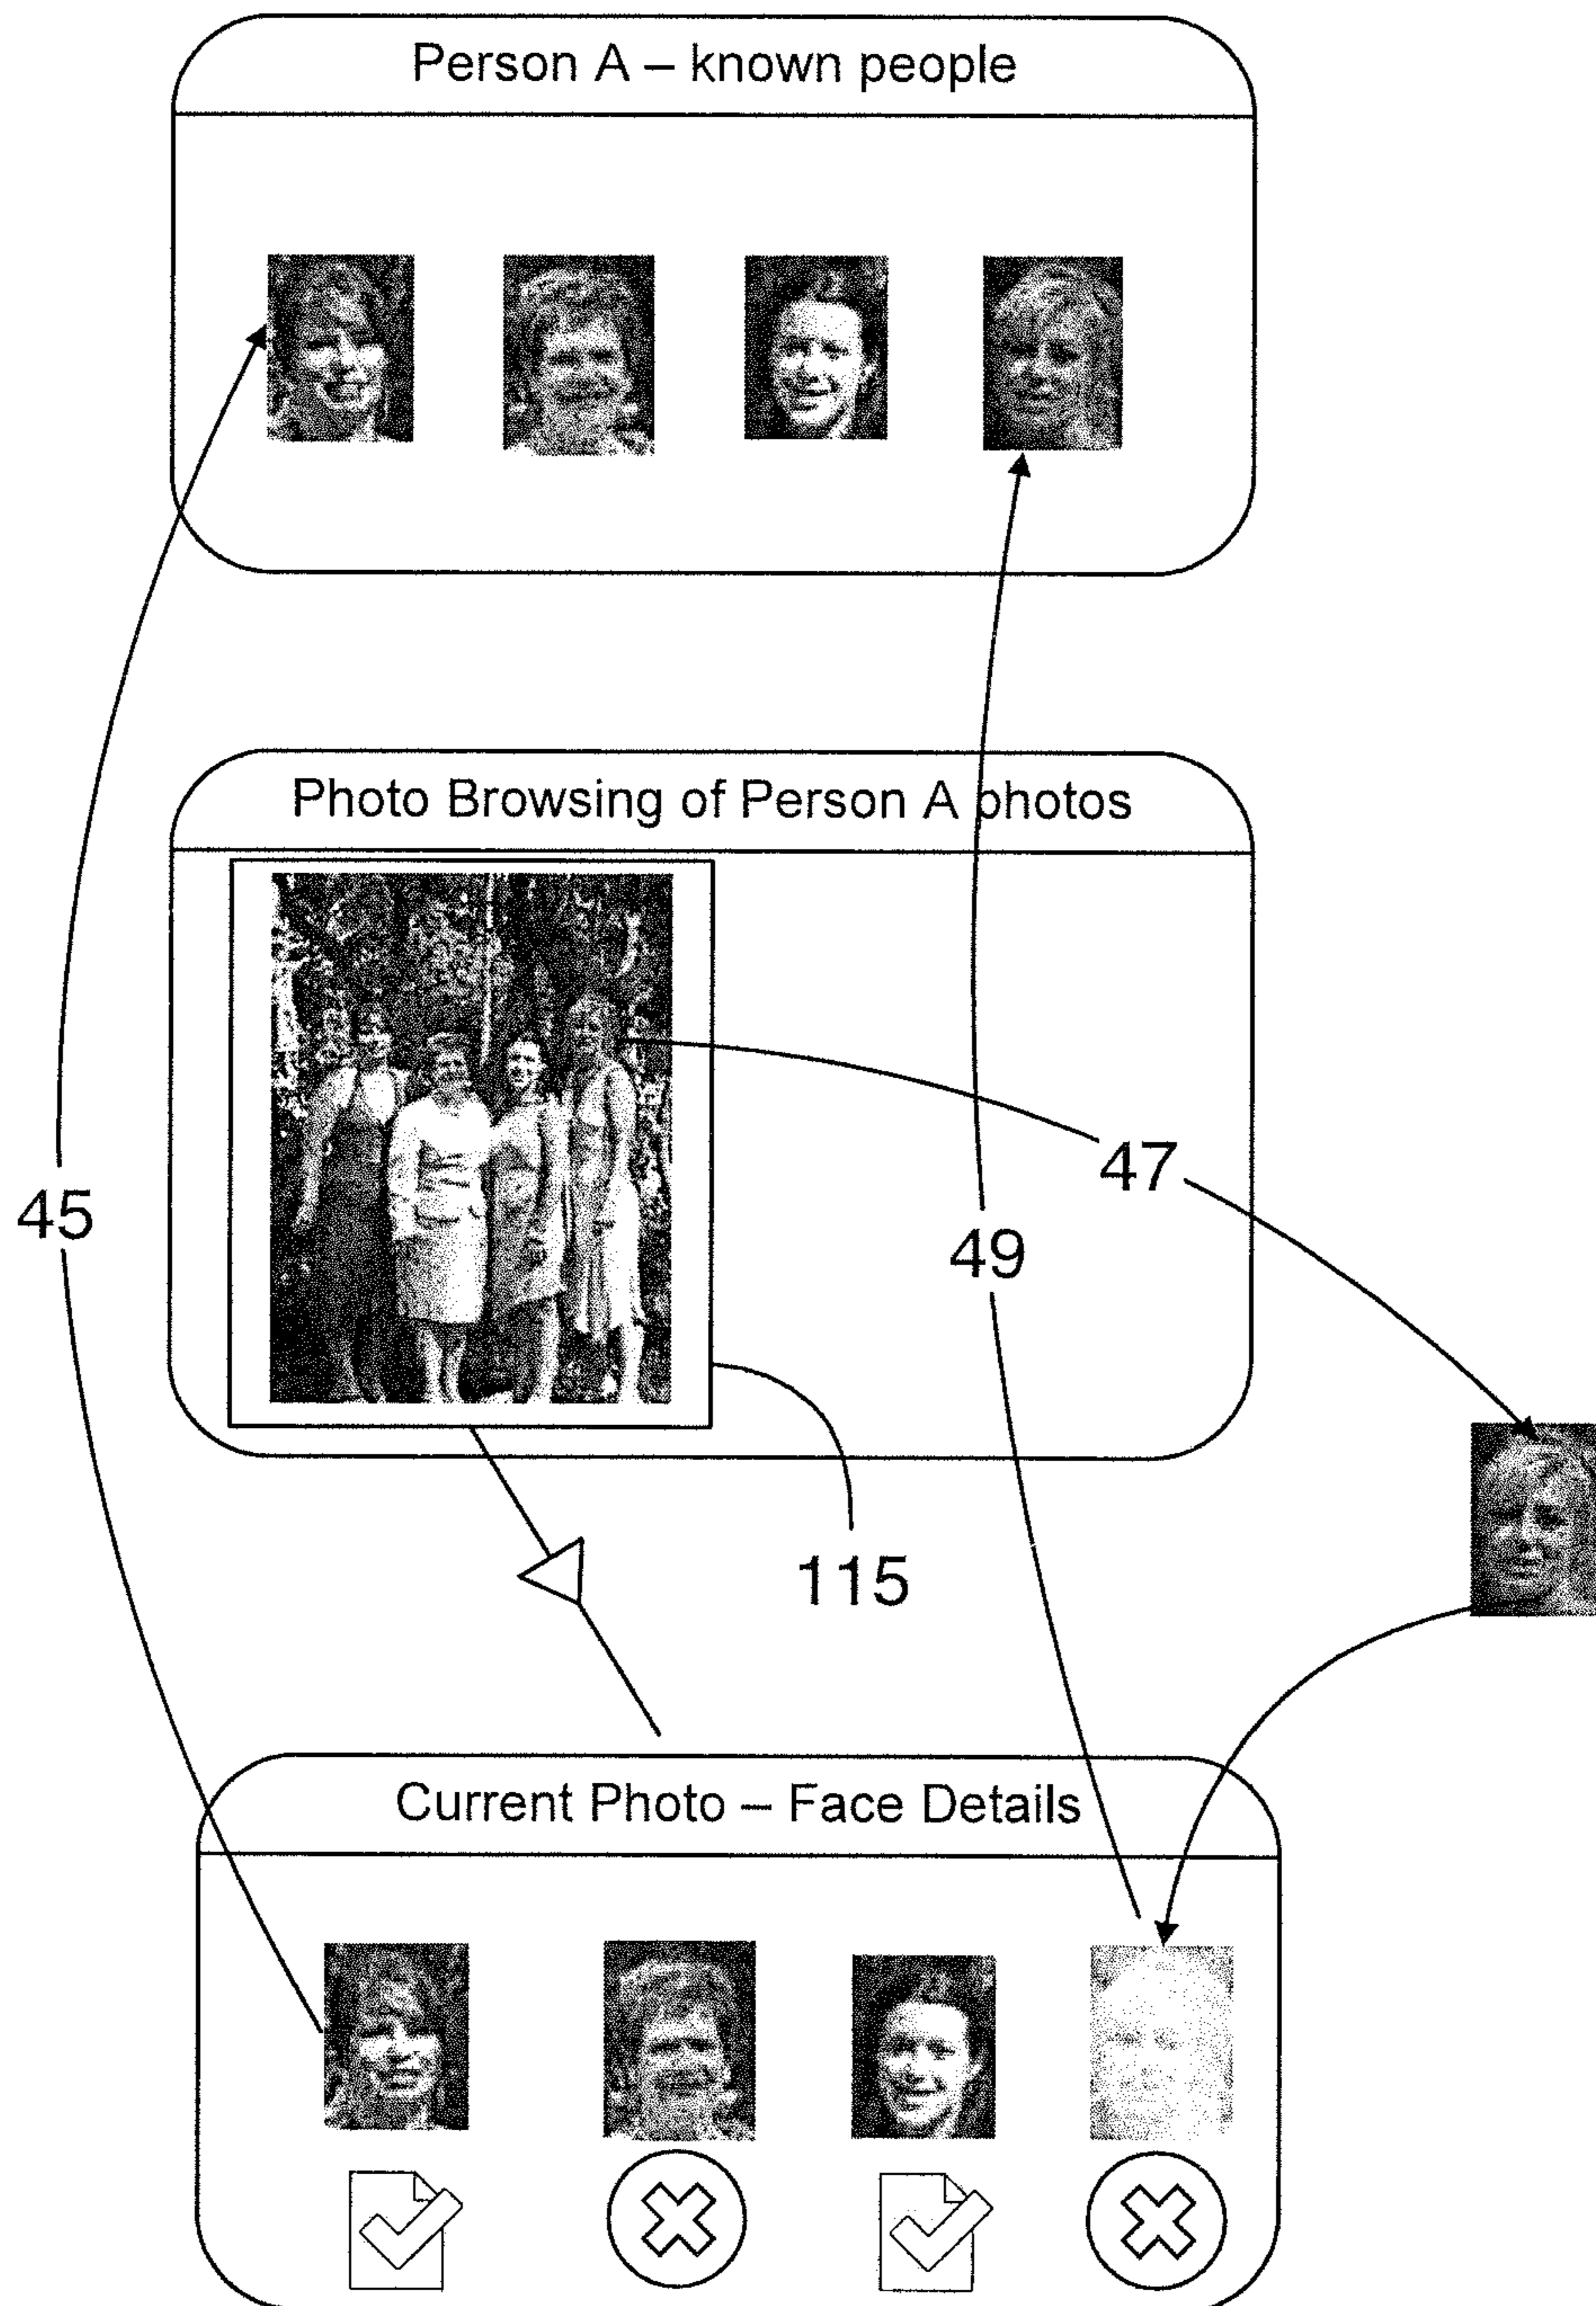 Person A – known people
Photo Browsing of Person A photos
47
45
49
115
Current Photo – Face Details